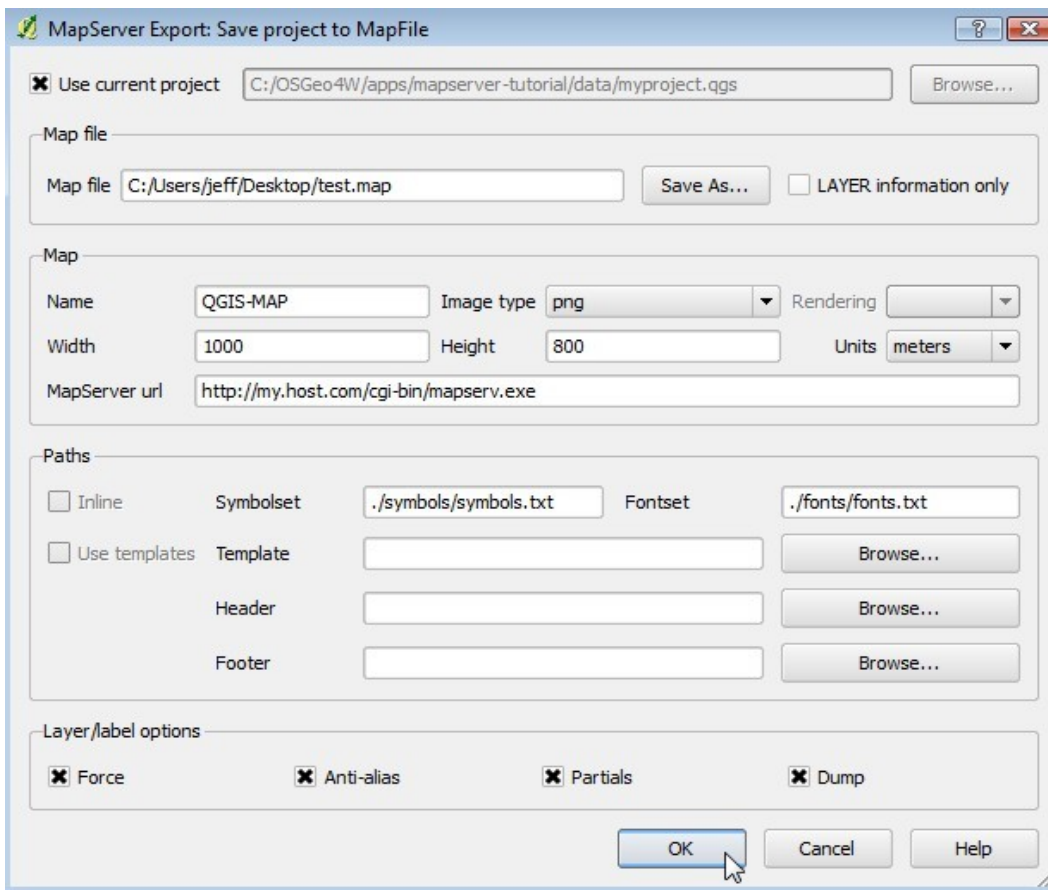 MapServer Export: Save project to MapFile
Use current project C:/OSGeo4W/apps/mapserver-tutorial/data/myproject.qgs Browse...
Map file
Map file C:/Users/jeff/Desktop/test.map Save As... LAYER information only
Map
Name QGIS-MAP Image type png Rendering
Width 1000 Height 800 Units meters
MapServer url http://my.host.com/cgi-bin/mapserv.exe
Paths
Inline Symbolset ./symbols/symbols.txt Fontset ./fonts/fonts.txt
Use templates Template Browse...
Header Browse...
Footer Browse...
Layer/label options
Force Anti-alias Partials Dump
OK Cancel Help